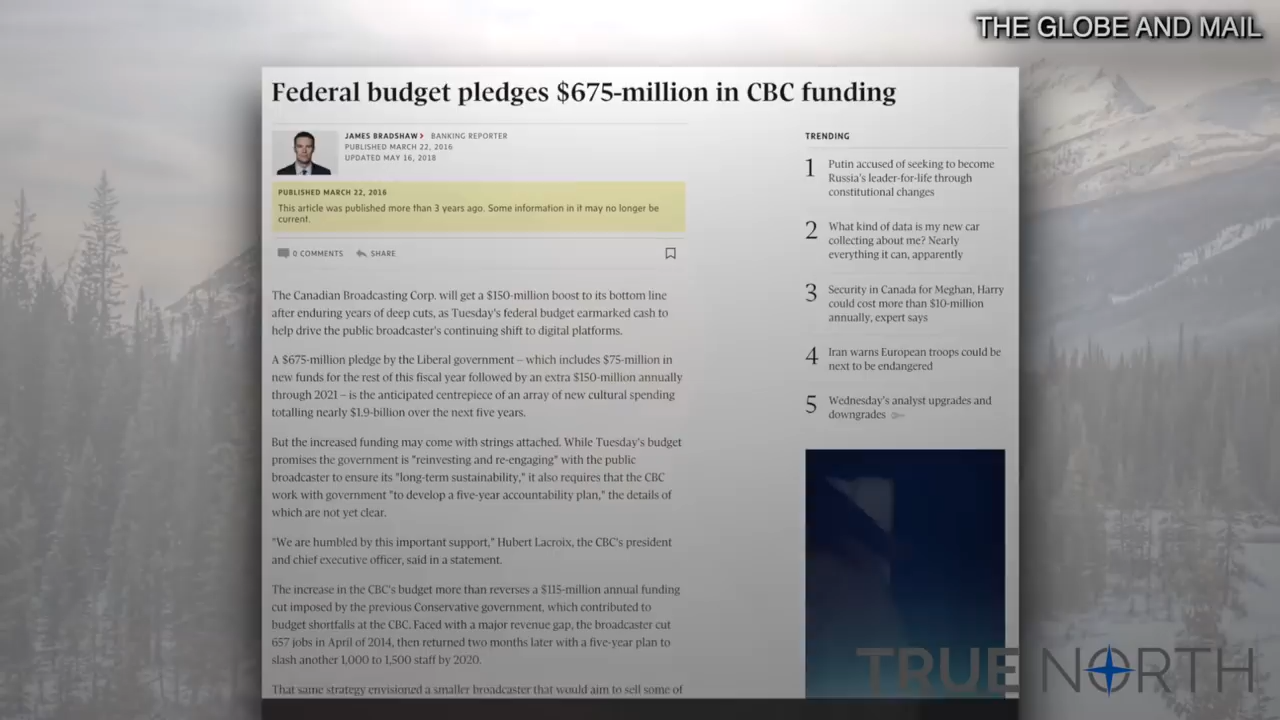 THE GLOBE AND MAIL
Federal budget pledges $675-million in CBC funding
JAMES BRADSHAW > BANKING REPORTER
PUBLISHED MARCH 22, 2016
UPDATED MAY 16, 2018
PUBLISHED MARCH 22, 2016
This article was published more than 3 years ago. Some information in it may no longer be
current.
0 COMMENTS SHARE
The Canadian Broadcasting Corp. will get a $150-million boost to its bottom line
after enduring years of deep cuts, as Tuesday's federal budget earmarked cash to
help drive the public broadcaster's continuing shift to digital platforms.
A $675-million pledge by the Liberal government – which includes $75-million in
new funds for the rest of this fiscal year followed by an extra $150-million annually
through 2021 – is the anticipated centrepiece of an array of new cultural spending
totalling nearly $1.9-billion over the next five years.
But the increased funding may come with strings attached. While Tuesday's budget
promises the government is "reinvesting and re-engaging" with the public
broadcaster to ensure its "long-term sustainability," it also requires that the CBC
work with government "to develop a five-year accountability plan," the details of
which are not yet clear.
"We are humbled by this important support," Hubert Lacroix, the CBC's president
and chief executive officer, said in a statement.
The increase in the CBC's budget more than reverses a $115-million annual funding
cut imposed by the previous Conservative government, which contributed to
budget shortfalls at the CBC. Faced with a major revenue gap, the broadcaster cut
657 jobs in April of 2014, then returned two months later with a five-year plan to
slash another 1,000 to 1,500 staff by 2020.
That same strategy envisioned a smaller broadcaster that would aim to sell some of
TRENDING
1 Putin accused of seeking to become
Russia's leader-for-life through
constitutional changes
2 What kind of data is my new car
collecting about me? Nearly
everything it can, apparently
3 Security in Canada for Meghan, Harry
could cost more than $10-million
annually, expert says
4 Iran warns European troops could be
next to be endangered
5 Wednesday's analyst upgrades and
downgrades
TRUE NORTH